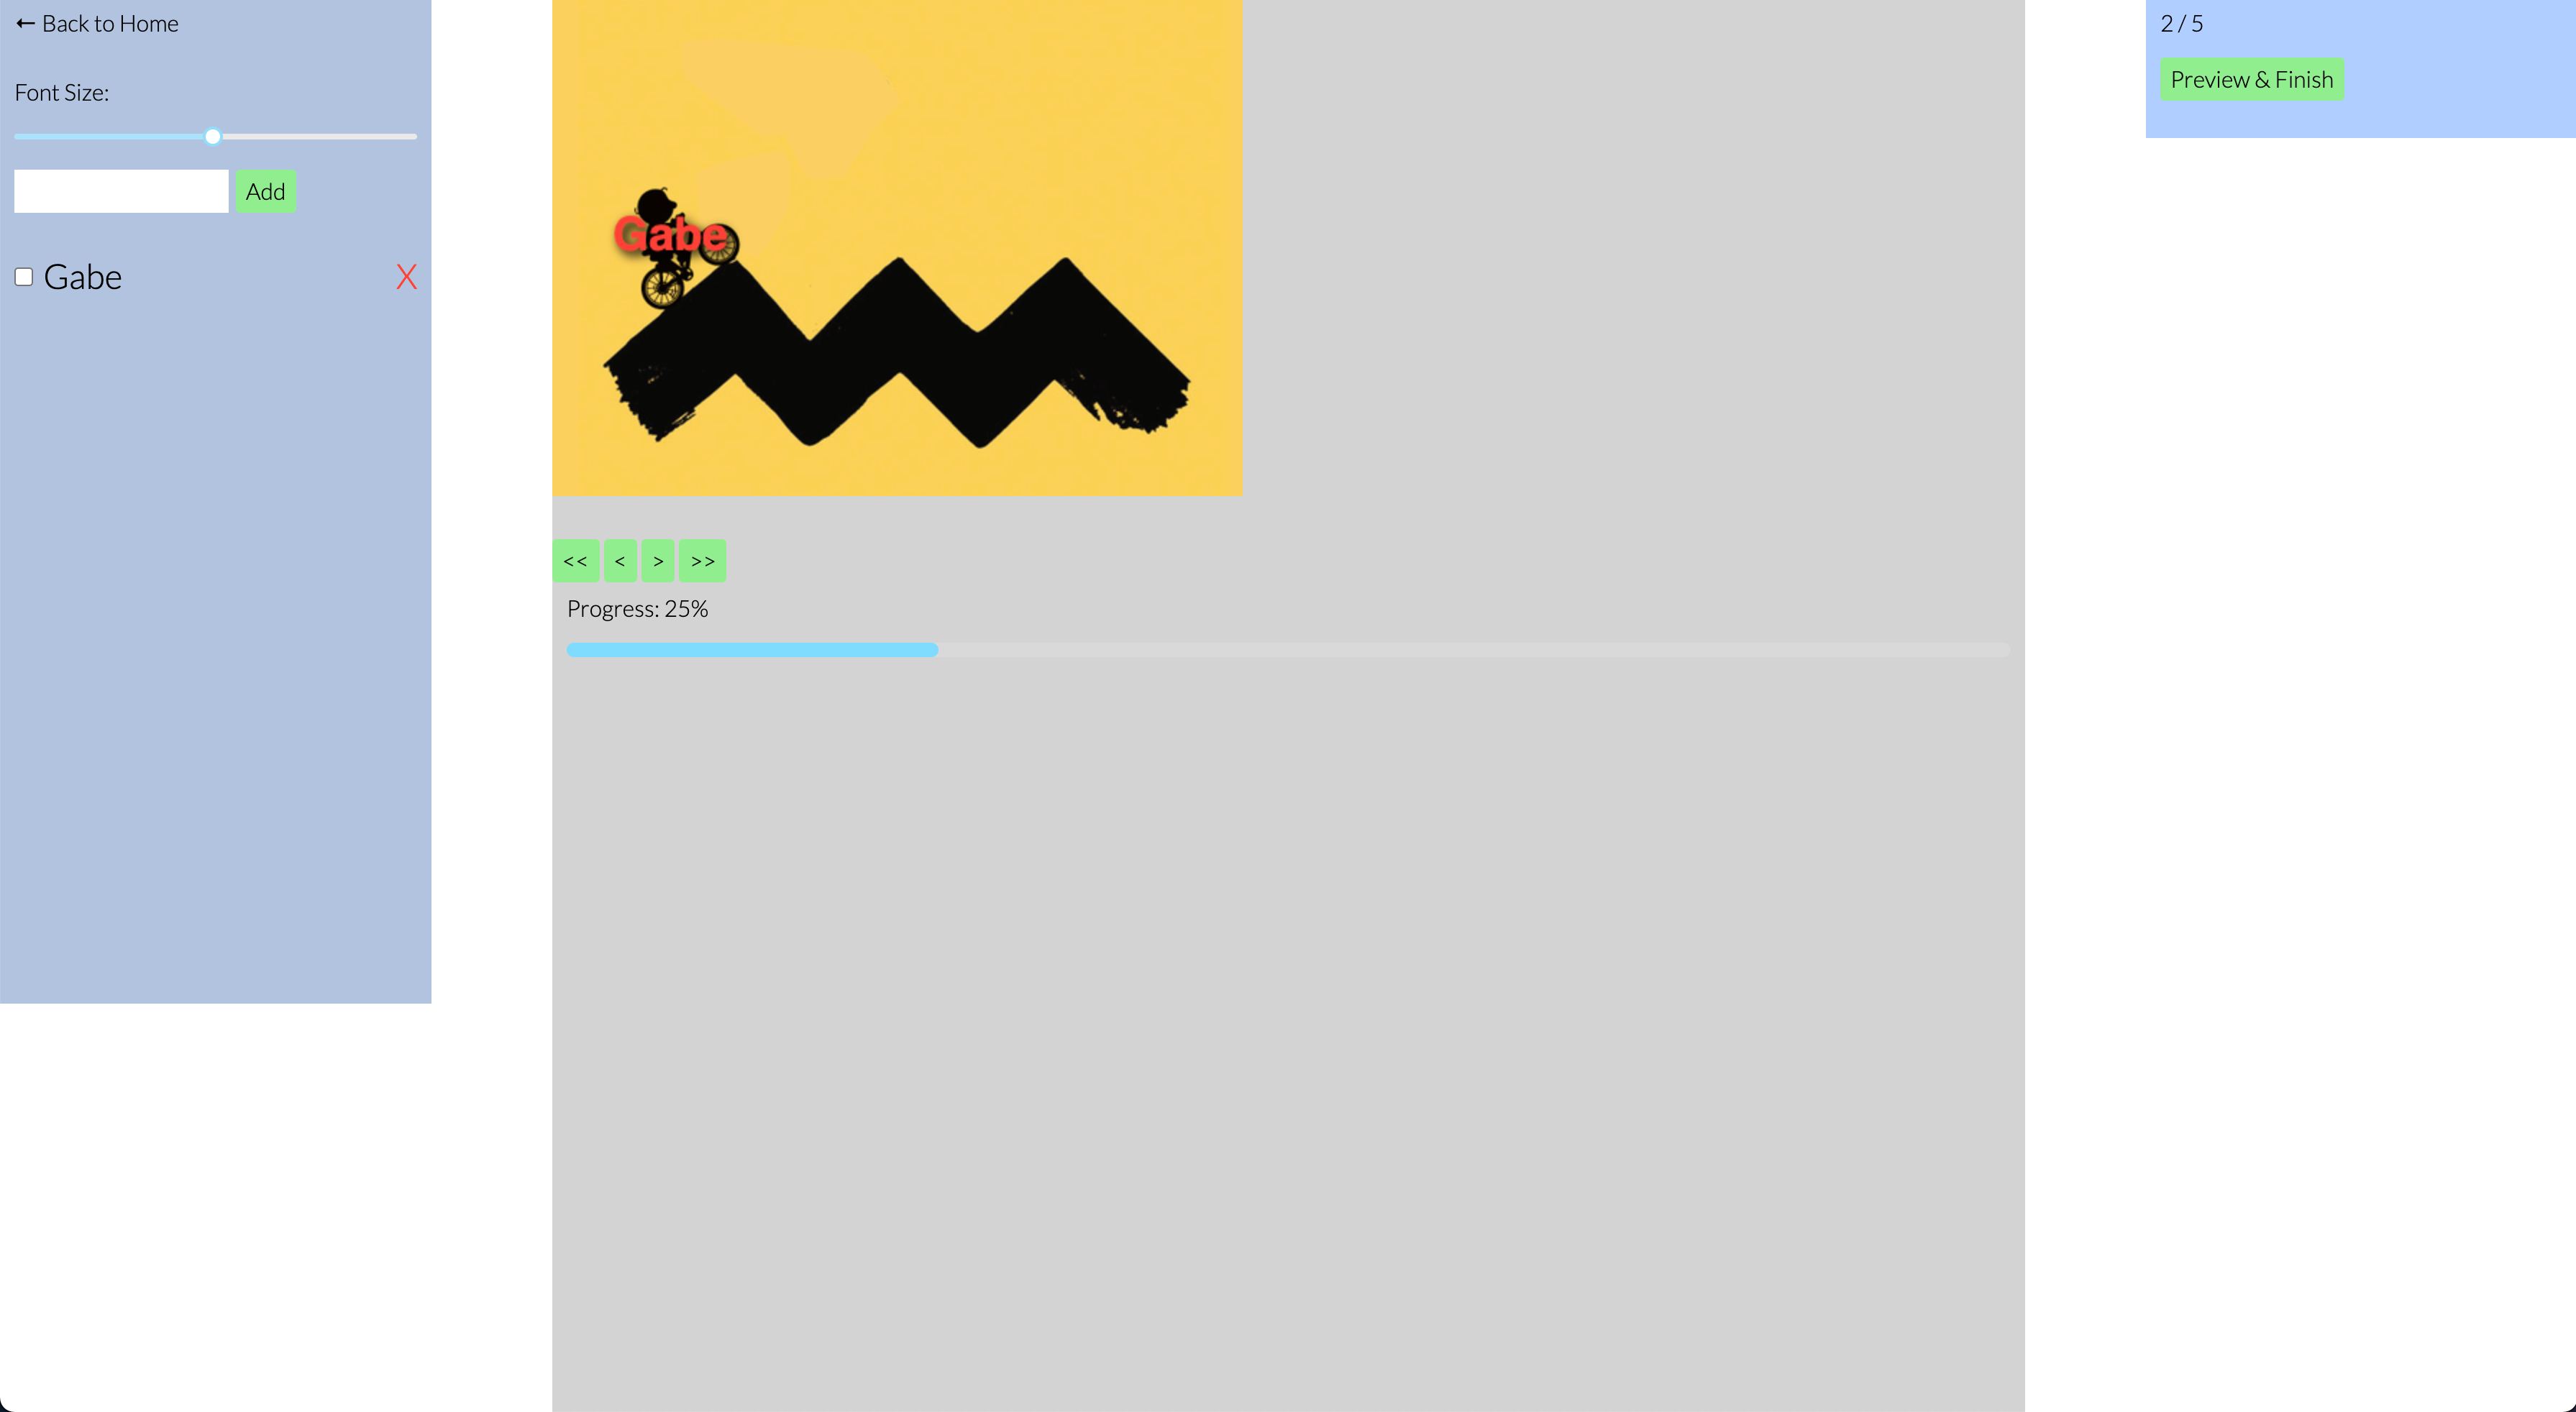 ← Back to Home
Font Size:
Add
Gabe X
Gabe
<< < > >>
Progress: 25%
2 / 5
Preview & Finish